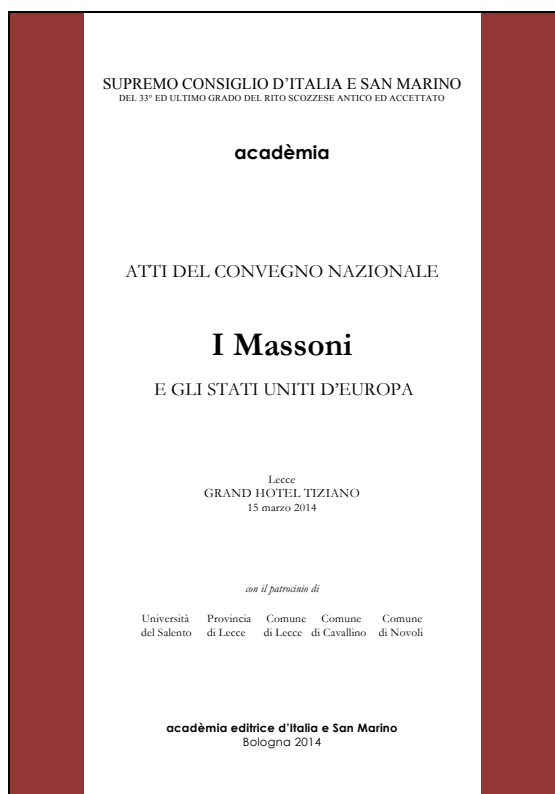 SUPREMO CONSIGLIO D'ITALIA E SAN MARINO
DEL 33° ED ULTIMO GRADO DEL RITO SCOZZESE ANTICO ED ACCETTATO
acadèmia
ATTI DEL CONVEGNO NAZIONALE
I Massoni
E GLI STATI UNITI D'EUROPA
Lecce
GRAND HOTEL TIZIANO
15 marzo 2014
con il patrocinio di
Università Provincia Comune Comune Comune
del Salento di Lecce di Lecce di Cavallino di Novoli
acadèmia editrice d'Italia e San Marino
Bologna 2014